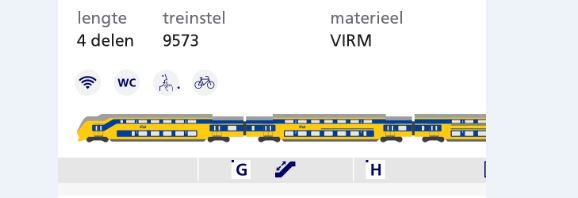 lengte treinstel materieel
4 delen 9573 VIRM
WC
G H